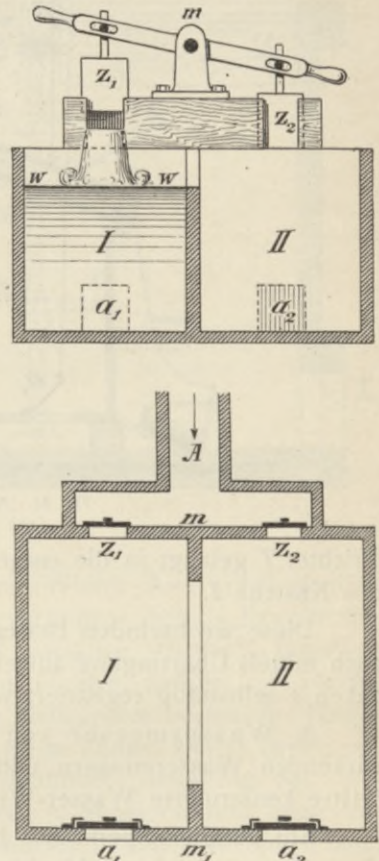 m
z₁
z₂
w w
I II
a₁ a₂
A
m
z₁ z₂
I II
a₁ m₁ a₂